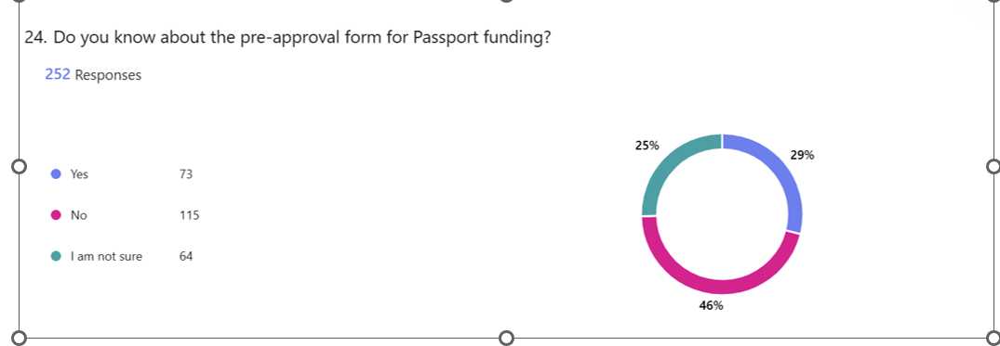 24. Do you know about the pre-approval form for Passport funding?
252 Responses
Yes 73
No 115
I am not sure 64
25%
29%
46%